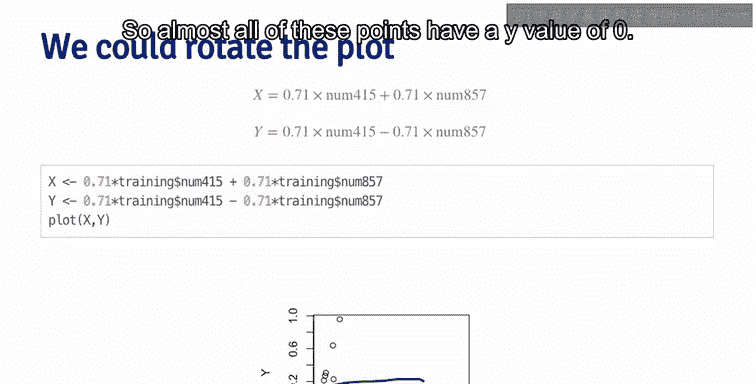 So almost all of these points have a y value of 0.
We could rotate the plot
X = 0.71 × num415 + 0.71 × num857
Y = 0.71 × num415 − 0.71 × num857
X <- 0.71*training$num415 + 0.71*training$num857
Y <- 0.71*training$num415 - 0.71*training$num857
plot(X,Y)
1.0
0.6
Y
0.2